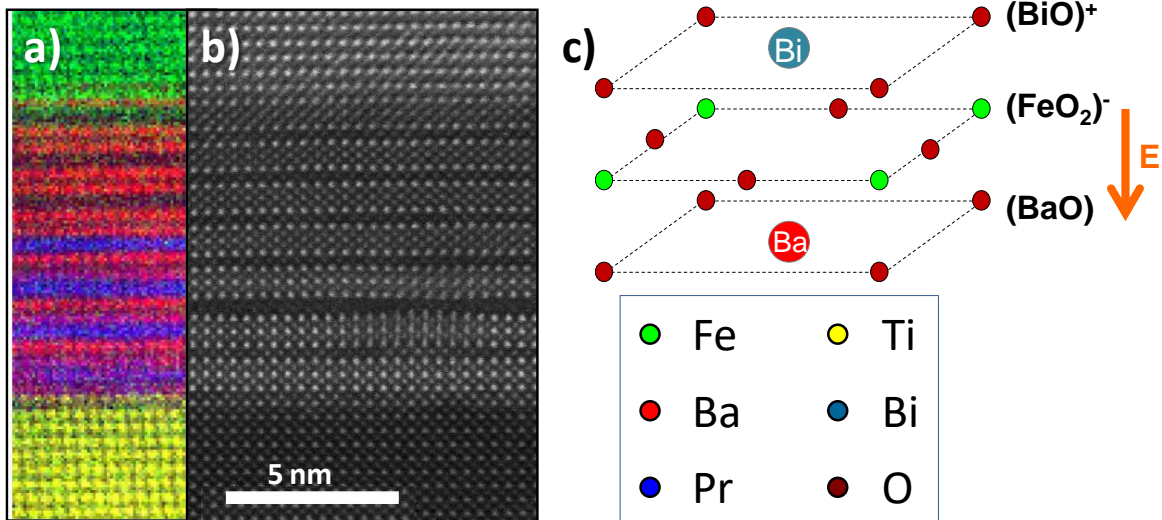 a)
b)
c)
(BiO)⁺
Bi
(FeO₂)⁻
E
(BaO)
Ba
5 nm
Fe
Ti
Ba
Bi
Pr
O